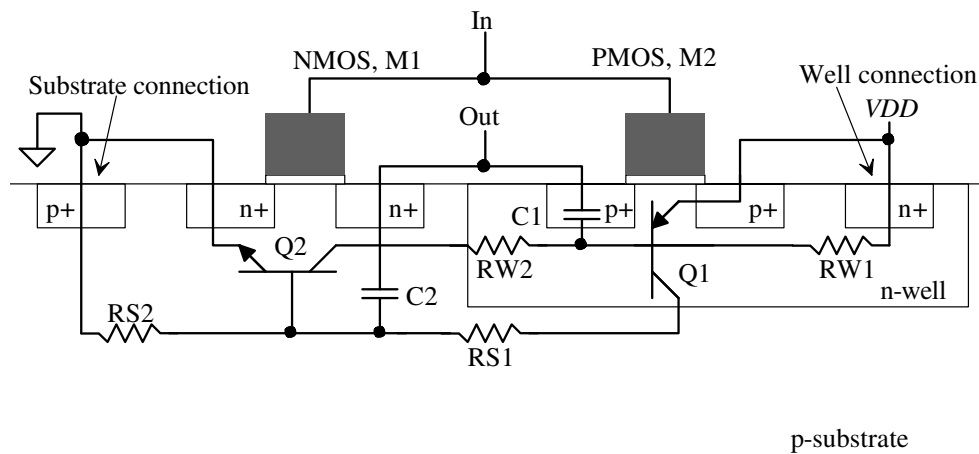 In
NMOS, M1
PMOS, M2
Substrate connection
Well connection
Out
VDD
p+
n+
n+
C1
p+
p+
n+
Q2
RW2
Q1
RW1
C2
n-well
RS2
RS1
p-substrate